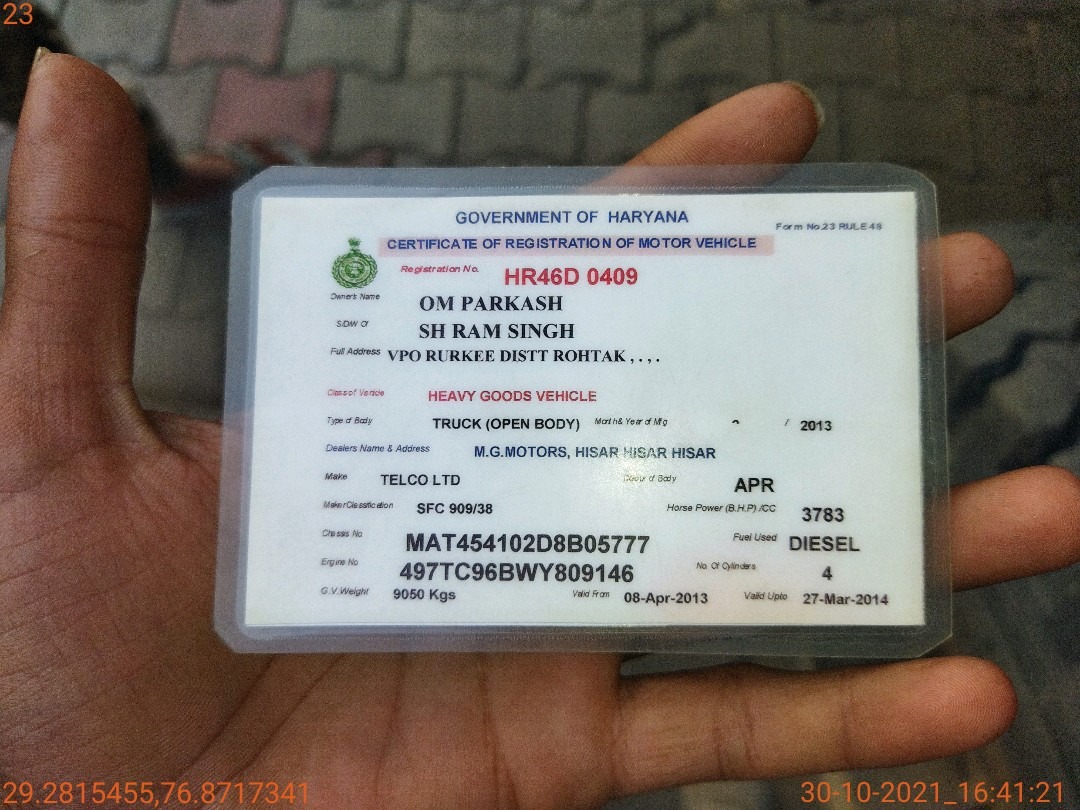 23
GOVERNMENT OF HARYANA
Form No.23 RULE 48
CERTIFICATE OF REGISTRATION OF MOTOR VEHICLE
Registration No. HR46D 0409
Owner's Name OM PARKASH
S/D/W Of SH RAM SINGH
Full Address VPO RURKEE DISTT ROHTAK , . , .
Class of Vehicle HEAVY GOODS VEHICLE
Type of Body TRUCK (OPEN BODY) Month & Year of Mfg / 2013
Dealers Name & Address M.G.MOTORS, HISAR HISAR HISAR
Make TELCO LTD Colour of Body APR
Maker Classification SFC 909/38 Horse Power (B.H.P) /CC 3783
Chassis No MAT454102D8B05777 Fuel Used DIESEL
Engine No 497TC96BWY809146 No. Of Cylinders 4
G.V.Weight 9050 Kgs Valid From 08-Apr-2013 Valid Upto 27-Mar-2014
29.2815455,76.8717341 30-10-2021_16:41:21